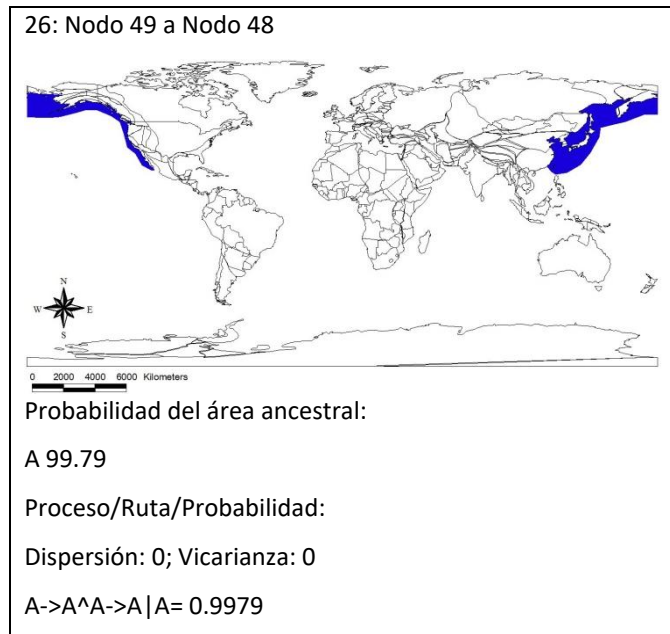 26: Nodo 49 a Nodo 48
N
W E
S
0 2000 4000 6000 Kilometers
Probabilidad del área ancestral:
A 99.79
Proceso/Ruta/Probabilidad:
Dispersión: 0; Vicarianza: 0
A->A^A->A|A= 0.9979